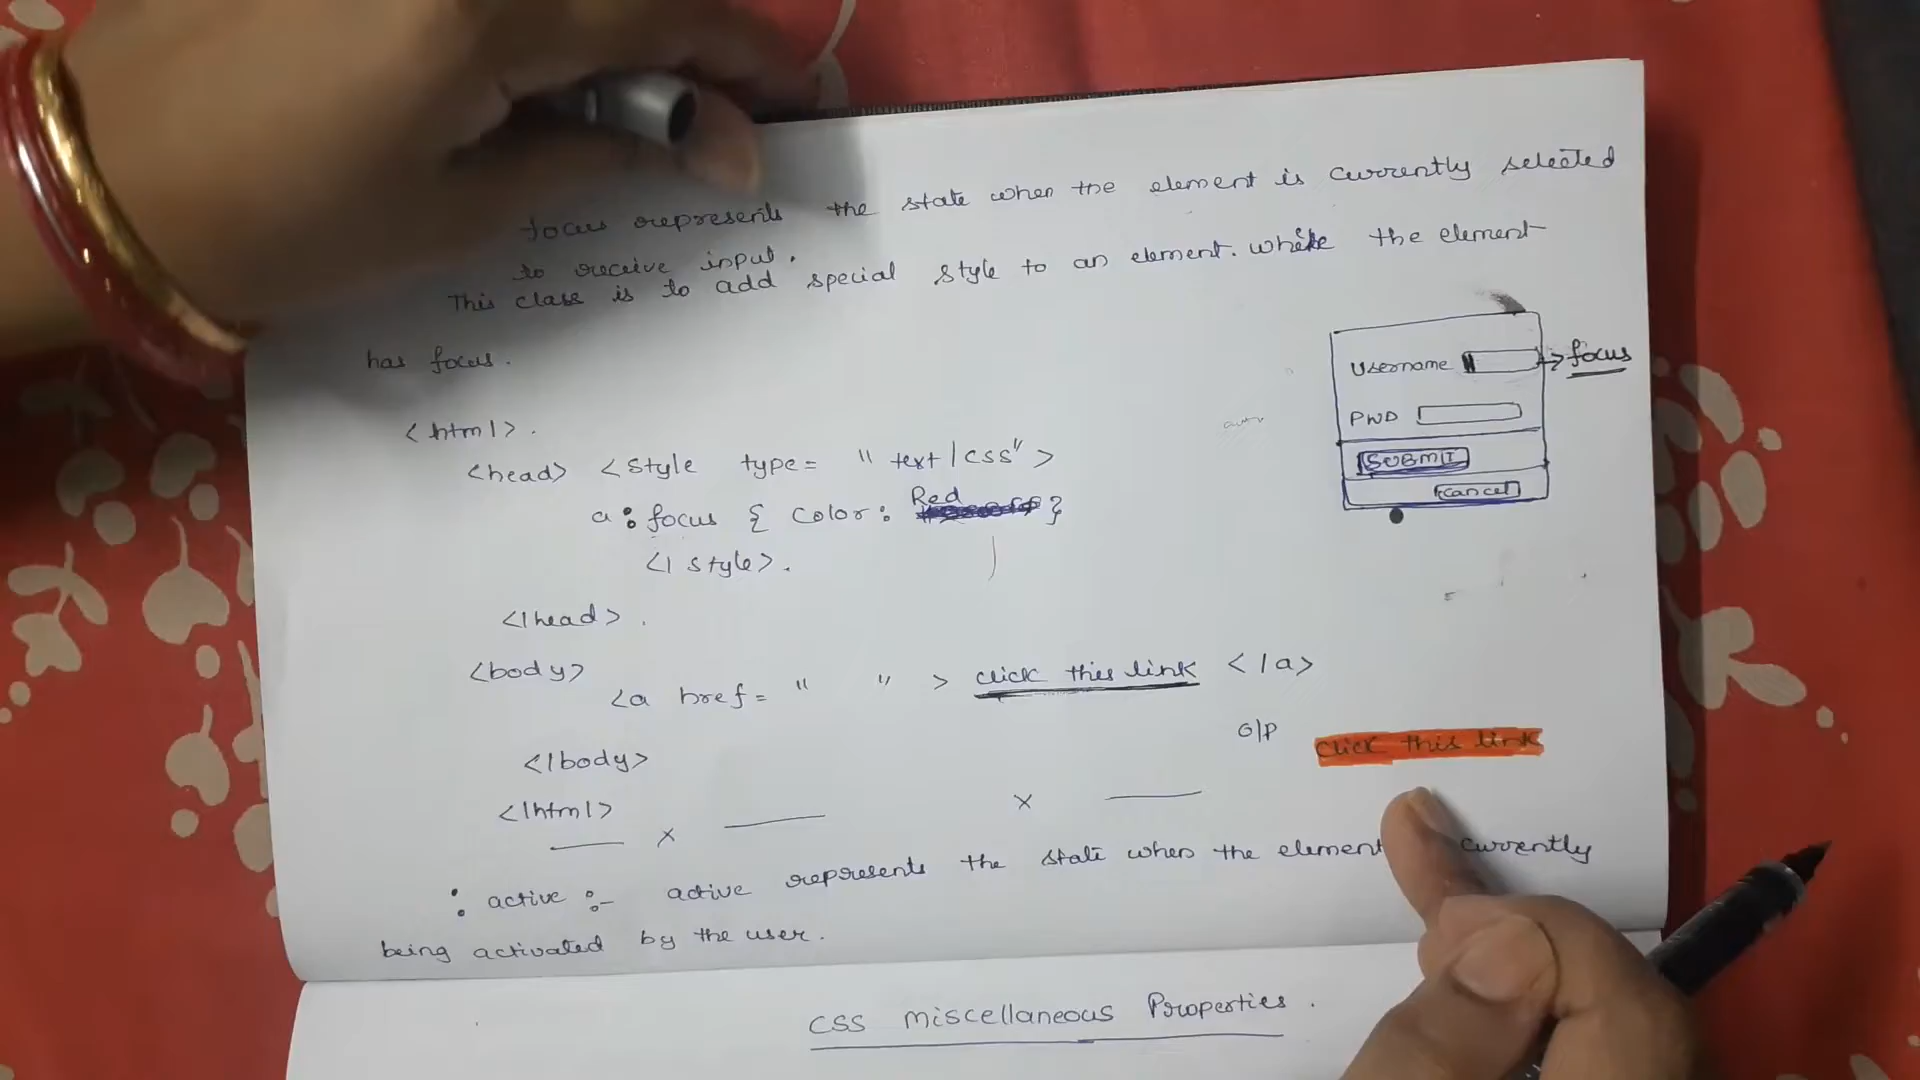 focus represents the state when the element is currently selected
to receive input.
This class is to add special style to an element. while the element
has focus.
Username → focus
PWD
SUBMIT
Cancel
<html>.
<head> <style type= "text/css">
a:focus { color: Red }
</style>.
</head>.
<body>
<a href= " " > click this link </a>
O/P click this link
</body>
</html>
x x
: active :- active represents the state when the element currently
being activated by the user.
CSS miscellaneous Properties.